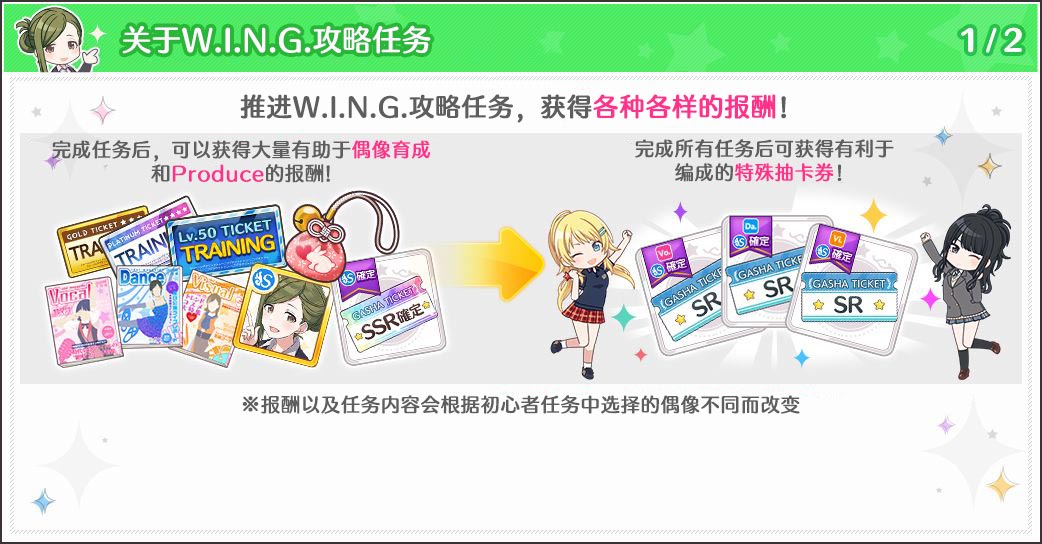 关于W.I.N.G.攻略任务
1/2
推进W.I.N.G.攻略任务，获得各种各样的报酬！
完成任务后，可以获得大量有助于偶像育成
和Produce的报酬！
完成所有任务后可获得有利于
编成的特殊抽卡券！
GOLD TICKET★★★
TRA
PLATINUM TICKET★★★★
TRAINI
Lv.50 TICKET
TRAINING
Vocal
Dance
Visual
S
S 確定
GASHA TICKET
SSR確定
Vo.
S 確定
GASHA TICKE
SR
Da.
S 確定
GASHA TICKE
SR
Vi.
S 確定
GASHA TICKET
SR
※报酬以及任务内容会根据初心者任务中选择的偶像不同而改变